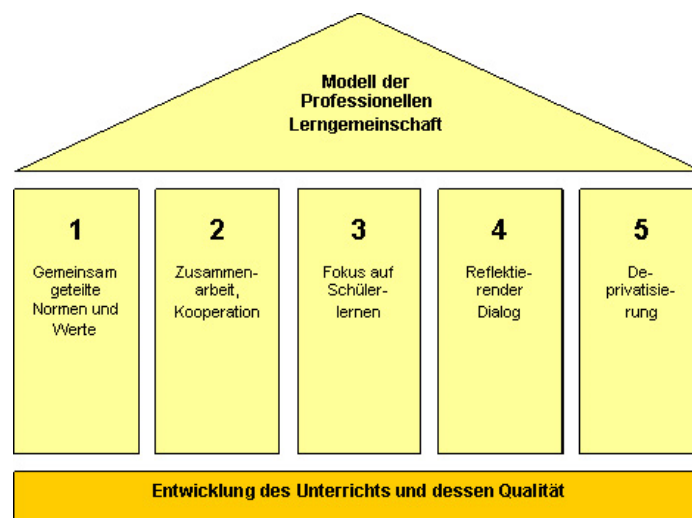 Modell der
Professionellen
Lerngemeinschaft
1
Gemeinsam
geteilte
Normen und
Werte
2
Zusammen-
arbeit,
Kooperation
3
Fokus auf
Schüler-
lernen
4
Reflektie-
render
Dialog
5
De-
privatisie-
rung
Entwicklung des Unterrichts und dessen Qualität